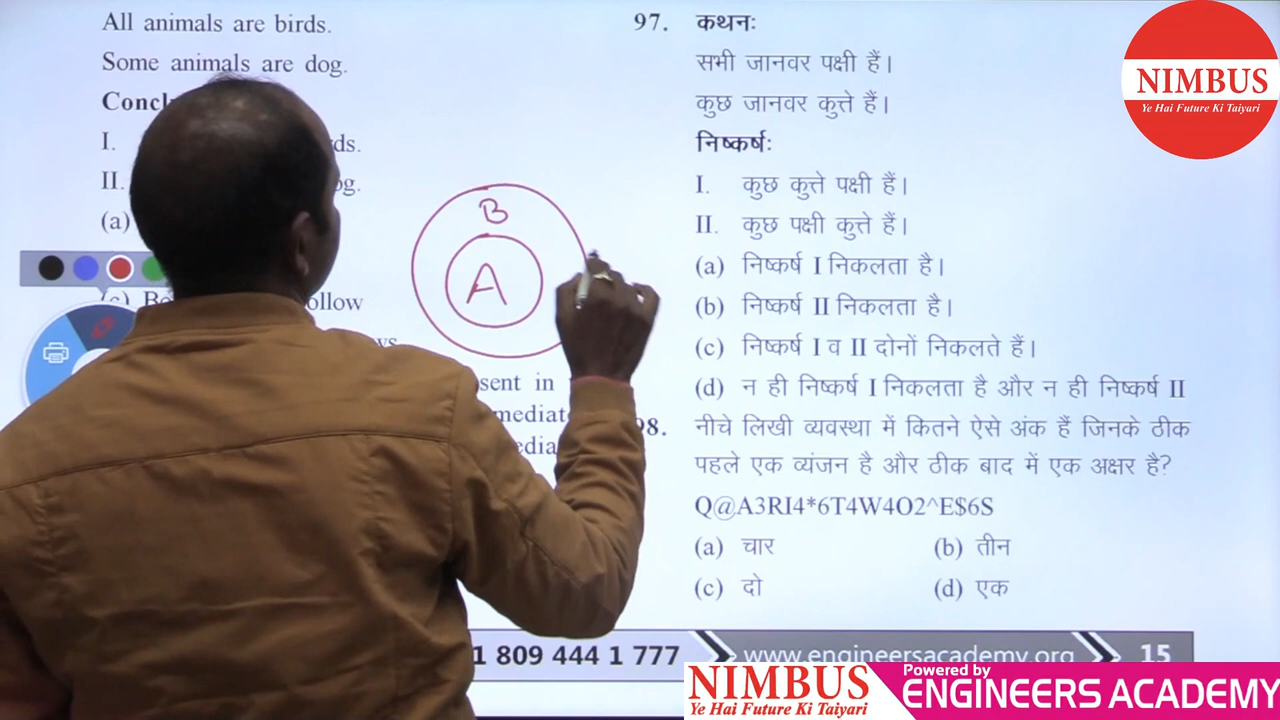 All animals are birds.
Some animals are dog.
Concl
I. rds.
II. og.
(a)
(c) Bo ollow
ws
sent in
mediat
edia
B
A
97. कथनः
सभी जानवर पक्षी हैं।
कुछ जानवर कुत्ते हैं।
निष्कर्षः
I. कुछ कुत्ते पक्षी हैं।
II. कुछ पक्षी कुत्ते हैं।
(a) निष्कर्ष I निकलता है।
(b) निष्कर्ष II निकलता है।
(c) निष्कर्ष I व II दोनों निकलते हैं।
(d) न ही निष्कर्ष I निकलता है और न ही निष्कर्ष II
98. नीचे लिखी व्यवस्था में कितने ऐसे अंक हैं जिनके ठीक
पहले एक व्यंजन है और ठीक बाद में एक अक्षर है?
Q@A3RI4*6T4W4O2^E$6S
(a) चार (b) तीन
(c) दो (d) एक
1 809 444 1 777 www.engineersacademy.org 15
NIMBUS
Ye Hai Future Ki Taiyari
NIMBUS
Ye Hai Future Ki Taiyari
Powered by
ENGINEERS ACADEMY